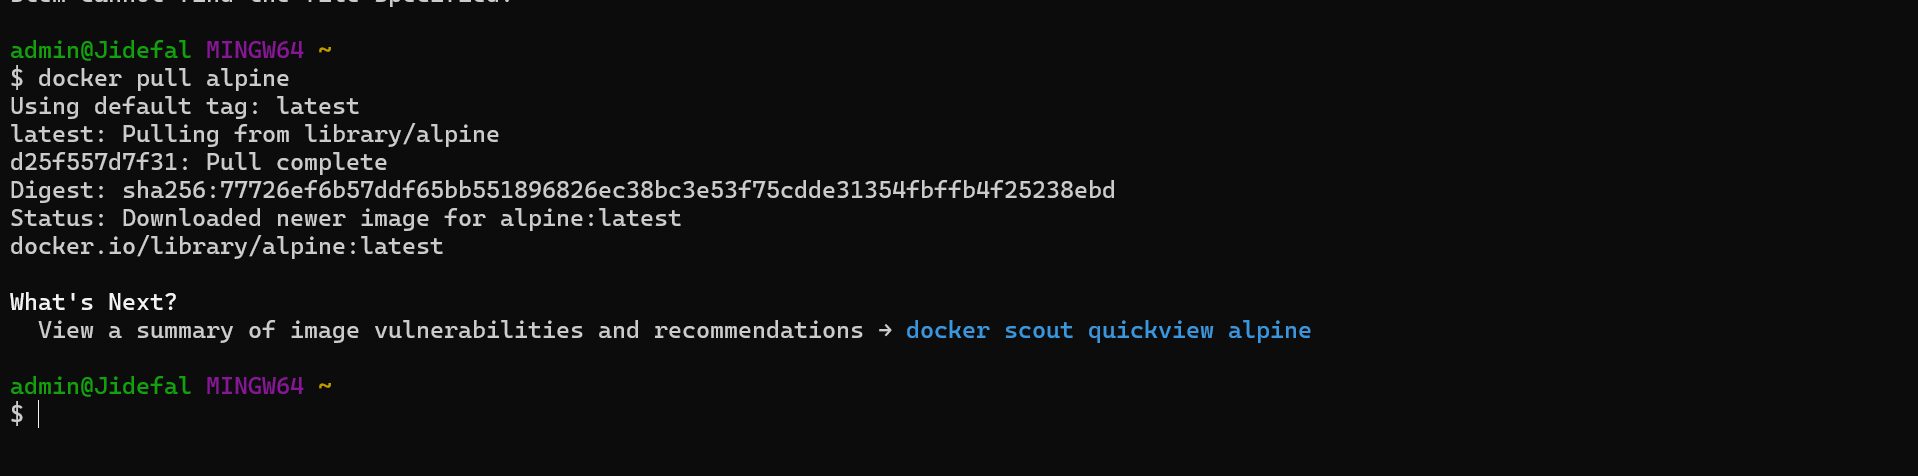 admin@Jidefal MINGW64 ~
$ docker pull alpine
Using default tag: latest
latest: Pulling from library/alpine
d25f557d7f31: Pull complete
Digest: sha256:77726ef6b57ddf65bb551896826ec38bc3e53f75cdde31354fbffb4f25238ebd
Status: Downloaded newer image for alpine:latest
docker.io/library/alpine:latest
What's Next?
View a summary of image vulnerabilities and recommendations → docker scout quickview alpine
admin@Jidefal MINGW64 ~
$